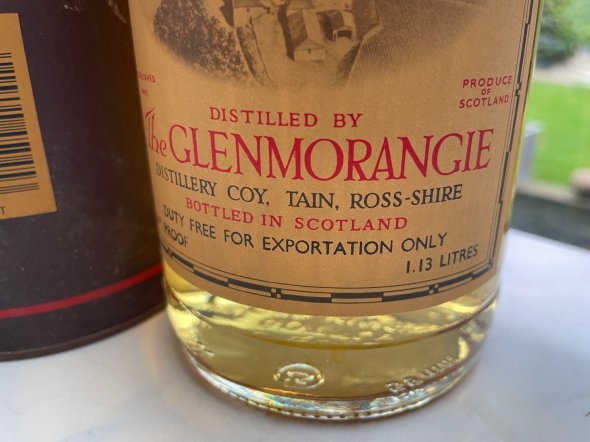 PRODUCE
OF
SCOTLAND
DISTILLED BY
The GLENMORANGIE
DISTILLERY COY, TAIN, ROSS-SHIRE
BOTTLED IN SCOTLAND
DUTY FREE FOR EXPORTATION ONLY
PROOF
1.13 LITRES